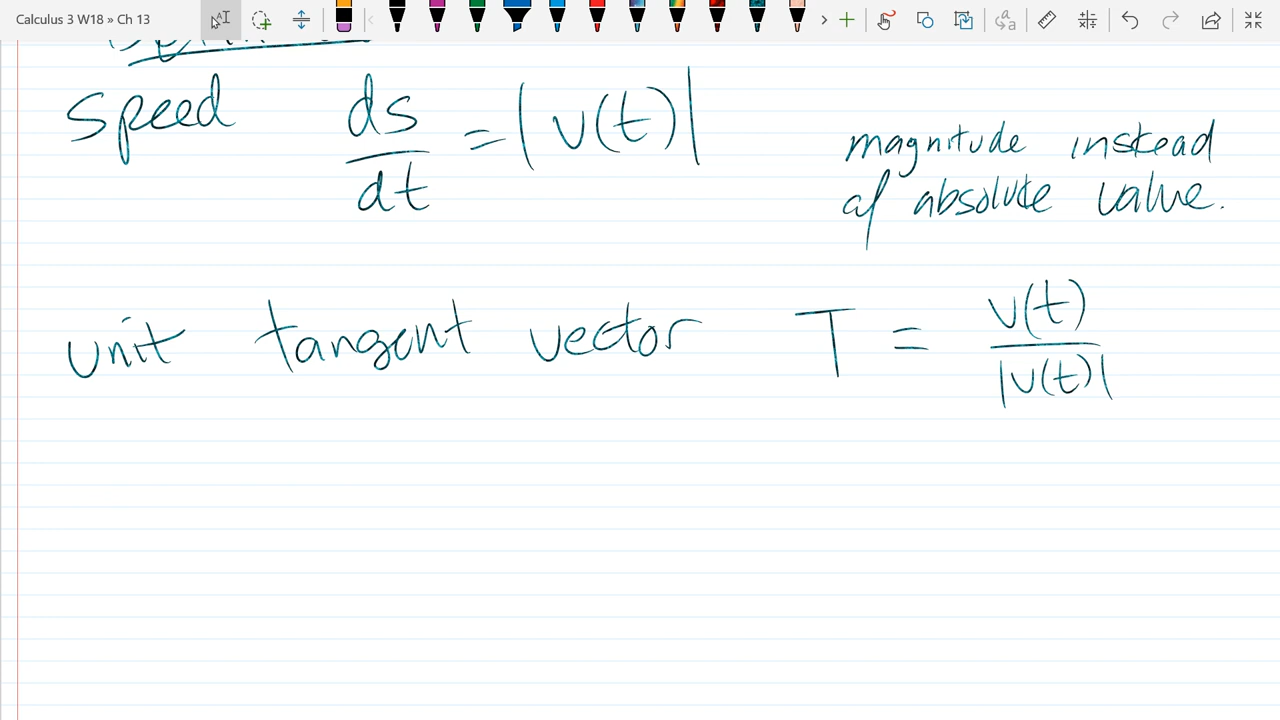 Calculus 3 W18 » Ch 13
speed ds/dt = |v(t)|
magnitude instead
of absolute value.
unit tangent vector T = v(t)/|v(t)|